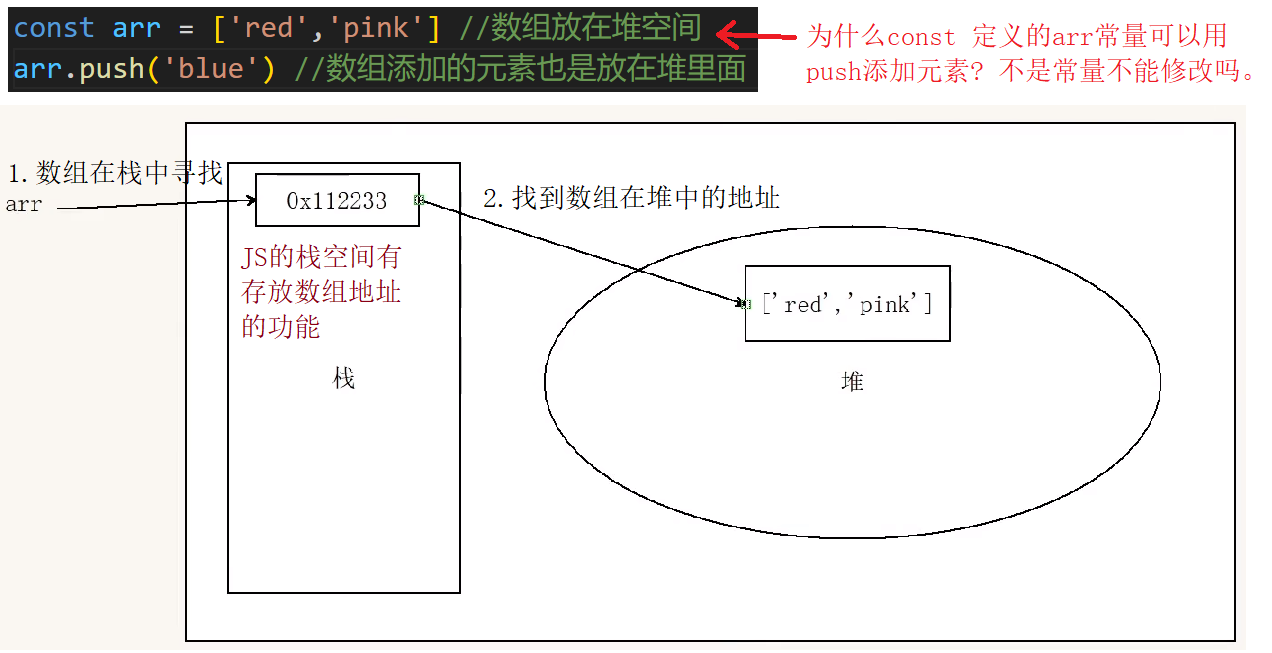 const arr = ['red','pink'] //数组放在堆空间
arr.push('blue') //数组添加的元素也是放在堆里面
为什么const 定义的arr常量可以用
push添加元素? 不是常量不能修改吗。
1.数组在栈中寻找
arr
0x112233
2.找到数组在堆中的地址
JS的栈空间有
存放数组地址
的功能
['red','pink']
栈
堆